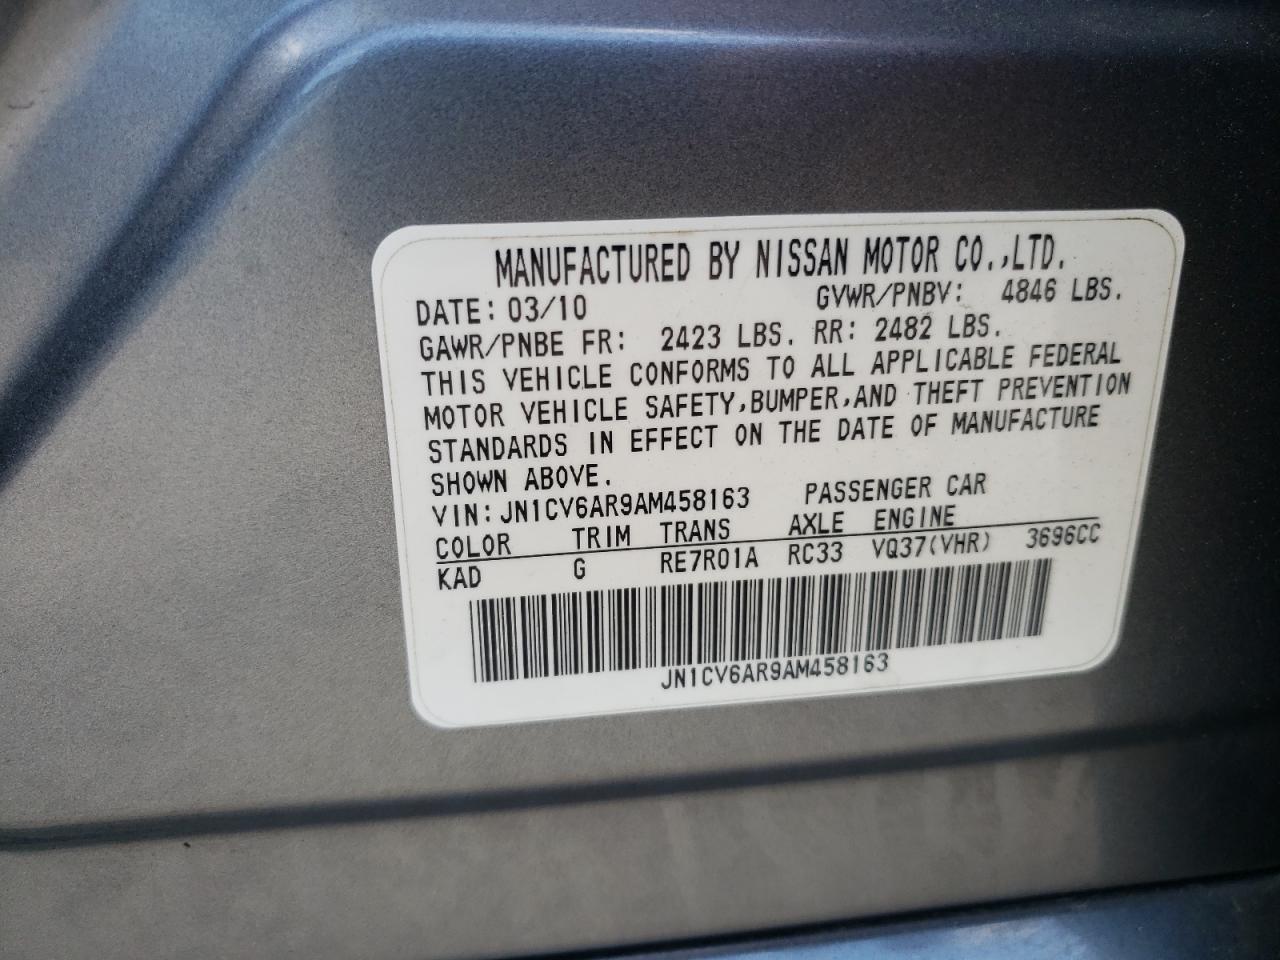 MANUFACTURED BY NISSAN MOTOR CO.,LTD.
DATE: 03/10 GVWR/PNBV: 4846 LBS.
GAWR/PNBE FR: 2423 LBS. RR: 2482 LBS.
THIS VEHICLE CONFORMS TO ALL APPLICABLE FEDERAL
MOTOR VEHICLE SAFETY,BUMPER,AND THEFT PREVENTION
STANDARDS IN EFFECT ON THE DATE OF MANUFACTURE
SHOWN ABOVE.
VIN: JN1CV6AR9AM458163 PASSENGER CAR
COLOR TRIM TRANS AXLE ENGINE
KAD G RE7R01A RC33 VQ37(VHR) 3696CC
JN1CV6AR9AM458163